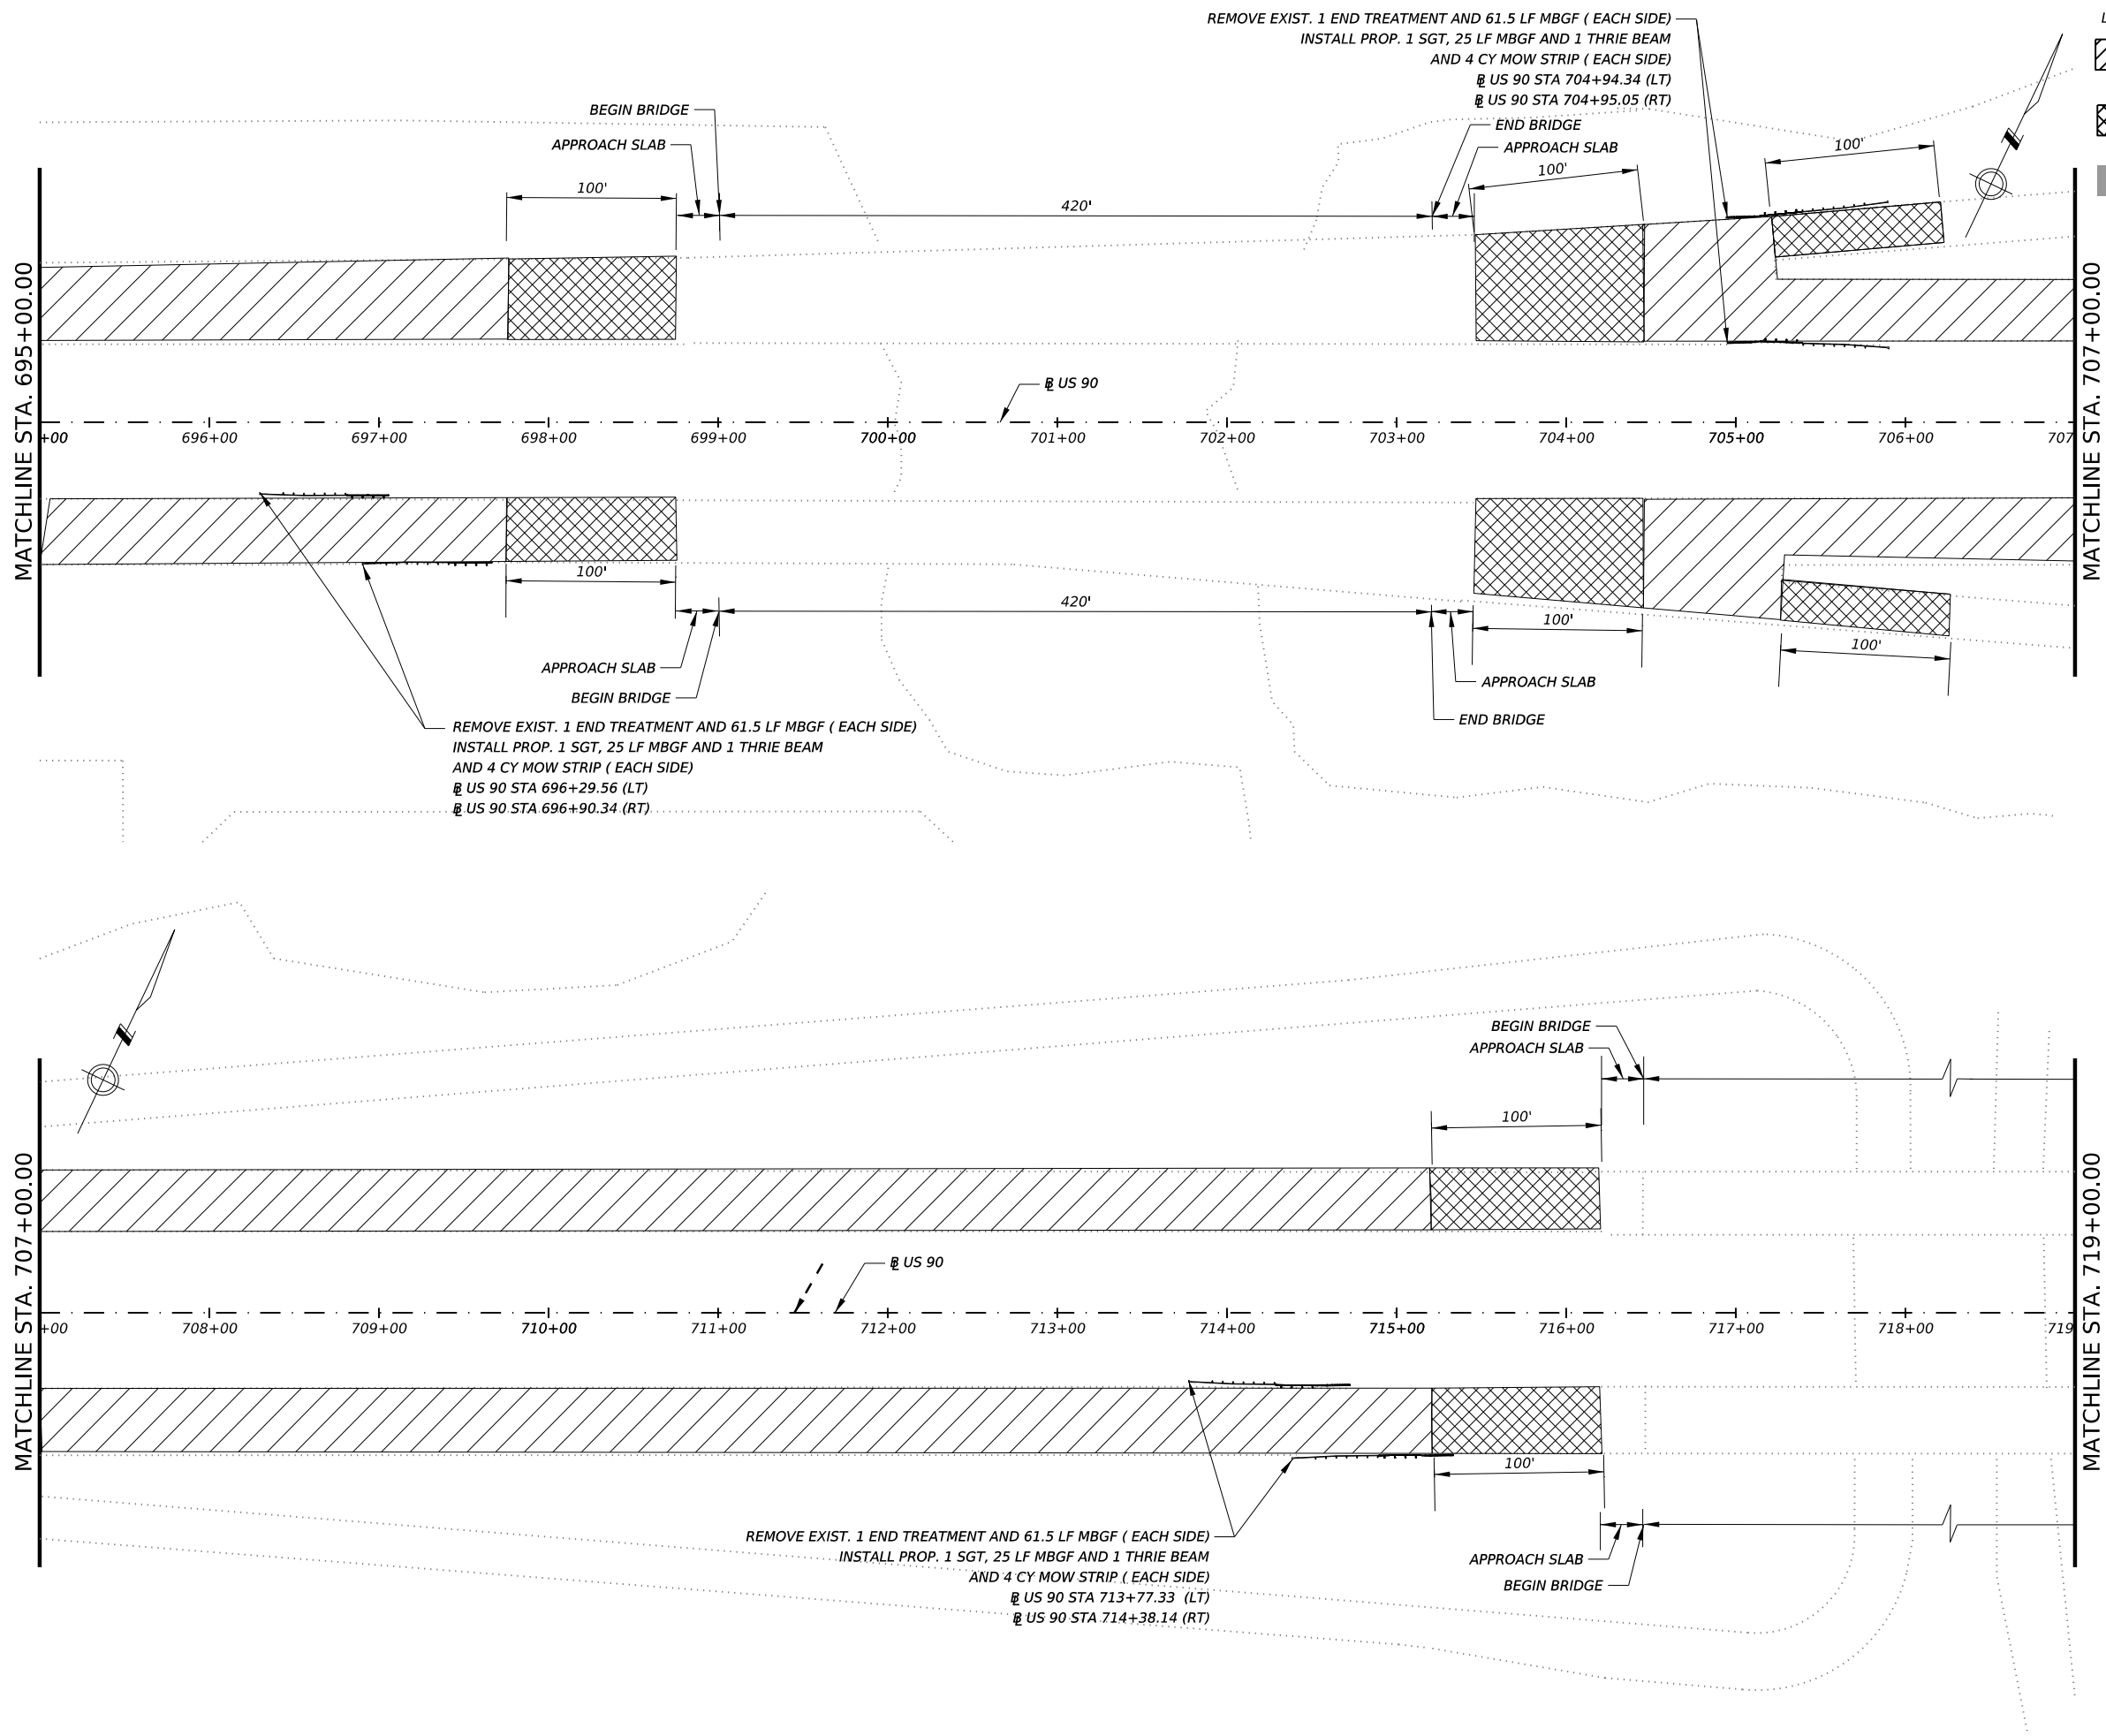 REMOVE EXIST. 1 END TREATMENT AND 61.5 LF MBGF ( EACH SIDE)
INSTALL PROP. 1 SGT, 25 LF MBGF AND 1 THRIE BEAM
AND 4 CY MOW STRIP ( EACH SIDE)
℄ US 90 STA 704+94.34 (LT)
℄ US 90 STA 704+95.05 (RT)
BEGIN BRIDGE
APPROACH SLAB
END BRIDGE
APPROACH SLAB
100'
100'
100'
420'
N
MATCHLINE STA. 695+00.00
MATCHLINE STA. 707+00.00
℄ US 90
+00 696+00 697+00 698+00 699+00 700+00 701+00 702+00 703+00 704+00 705+00 706+00 707
100'
420'
100'
100'
APPROACH SLAB
BEGIN BRIDGE
APPROACH SLAB
END BRIDGE
REMOVE EXIST. 1 END TREATMENT AND 61.5 LF MBGF ( EACH SIDE)
INSTALL PROP. 1 SGT, 25 LF MBGF AND 1 THRIE BEAM
AND 4 CY MOW STRIP ( EACH SIDE)
℄ US 90 STA 696+29.56 (LT)
℄ US 90 STA 696+90.34 (RT)
N
BEGIN BRIDGE
APPROACH SLAB
100'
MATCHLINE STA. 707+00.00
MATCHLINE STA. 719+00.00
℄ US 90
+00 708+00 709+00 710+00 711+00 712+00 713+00 714+00 715+00 716+00 717+00 718+00 719
100'
REMOVE EXIST. 1 END TREATMENT AND 61.5 LF MBGF ( EACH SIDE)
INSTALL PROP. 1 SGT, 25 LF MBGF AND 1 THRIE BEAM
AND 4 CY MOW STRIP ( EACH SIDE)
℄ US 90 STA 713+77.33 (LT)
℄ US 90 STA 714+38.14 (RT)
APPROACH SLAB
BEGIN BRIDGE